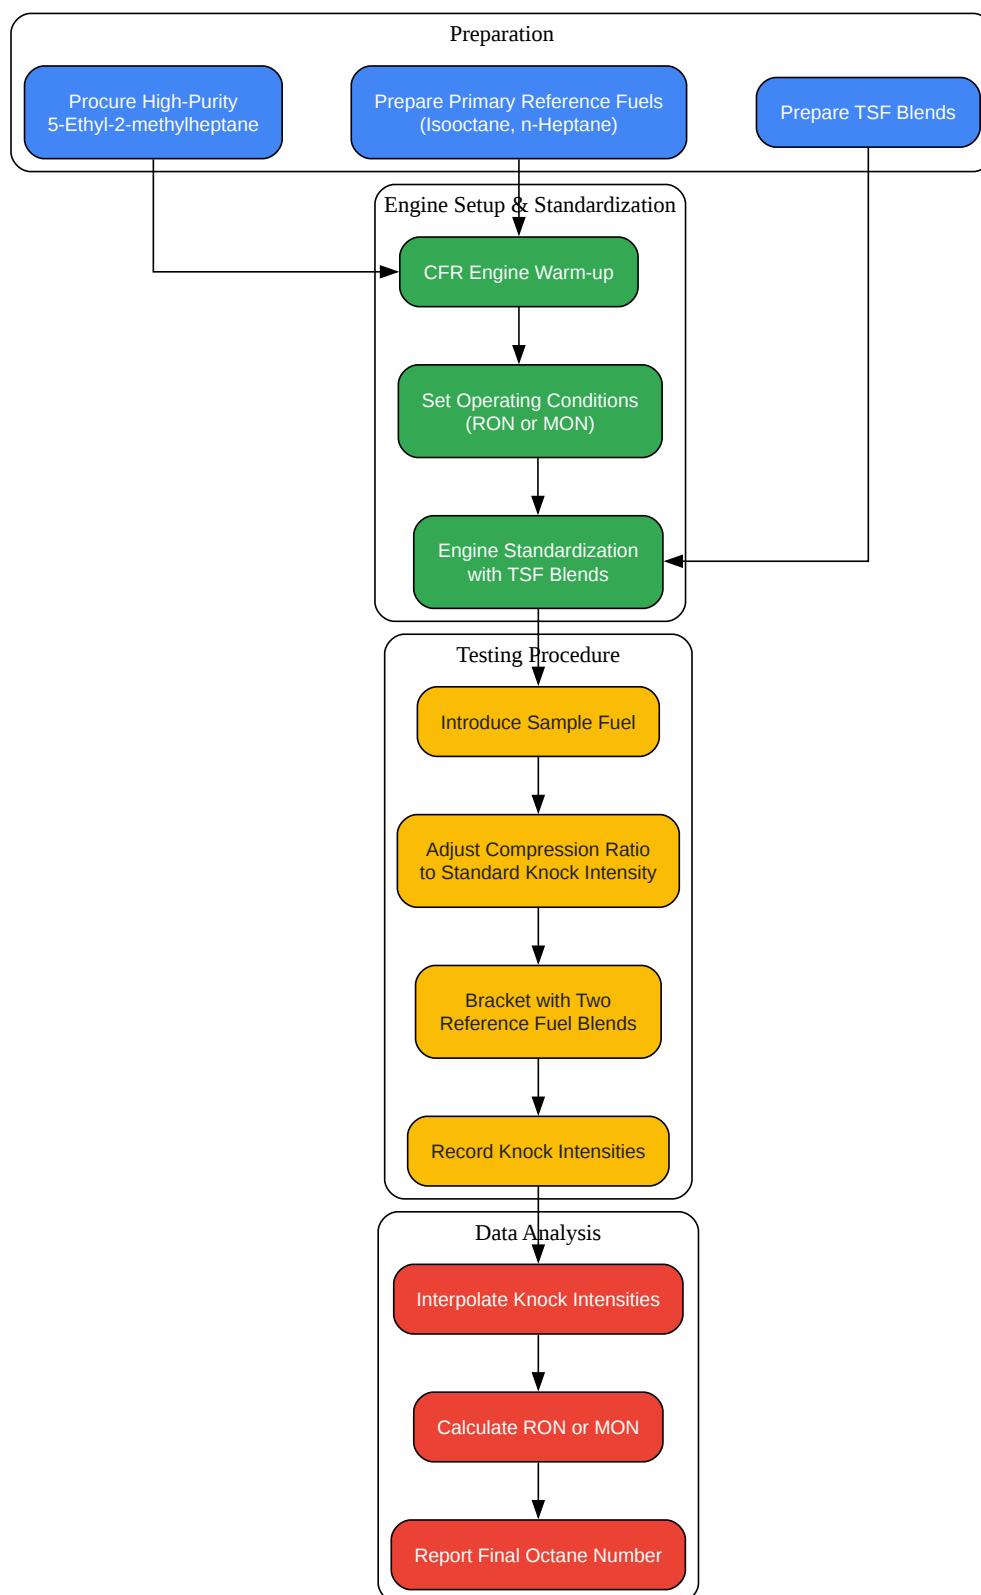 Preparation
Procure High-Purity
5-Ethyl-2-methylheptane
Prepare Primary Reference Fuels
(Isooctane, n-Heptane)
Prepare TSF Blends
Engine Setup & Standardization
CFR Engine Warm-up
Set Operating Conditions
(RON or MON)
Engine Standardization
with TSF Blends
Testing Procedure
Introduce Sample Fuel
Adjust Compression Ratio
to Standard Knock Intensity
Bracket with Two
Reference Fuel Blends
Record Knock Intensities
Data Analysis
Interpolate Knock Intensities
Calculate RON or MON
Report Final Octane Number